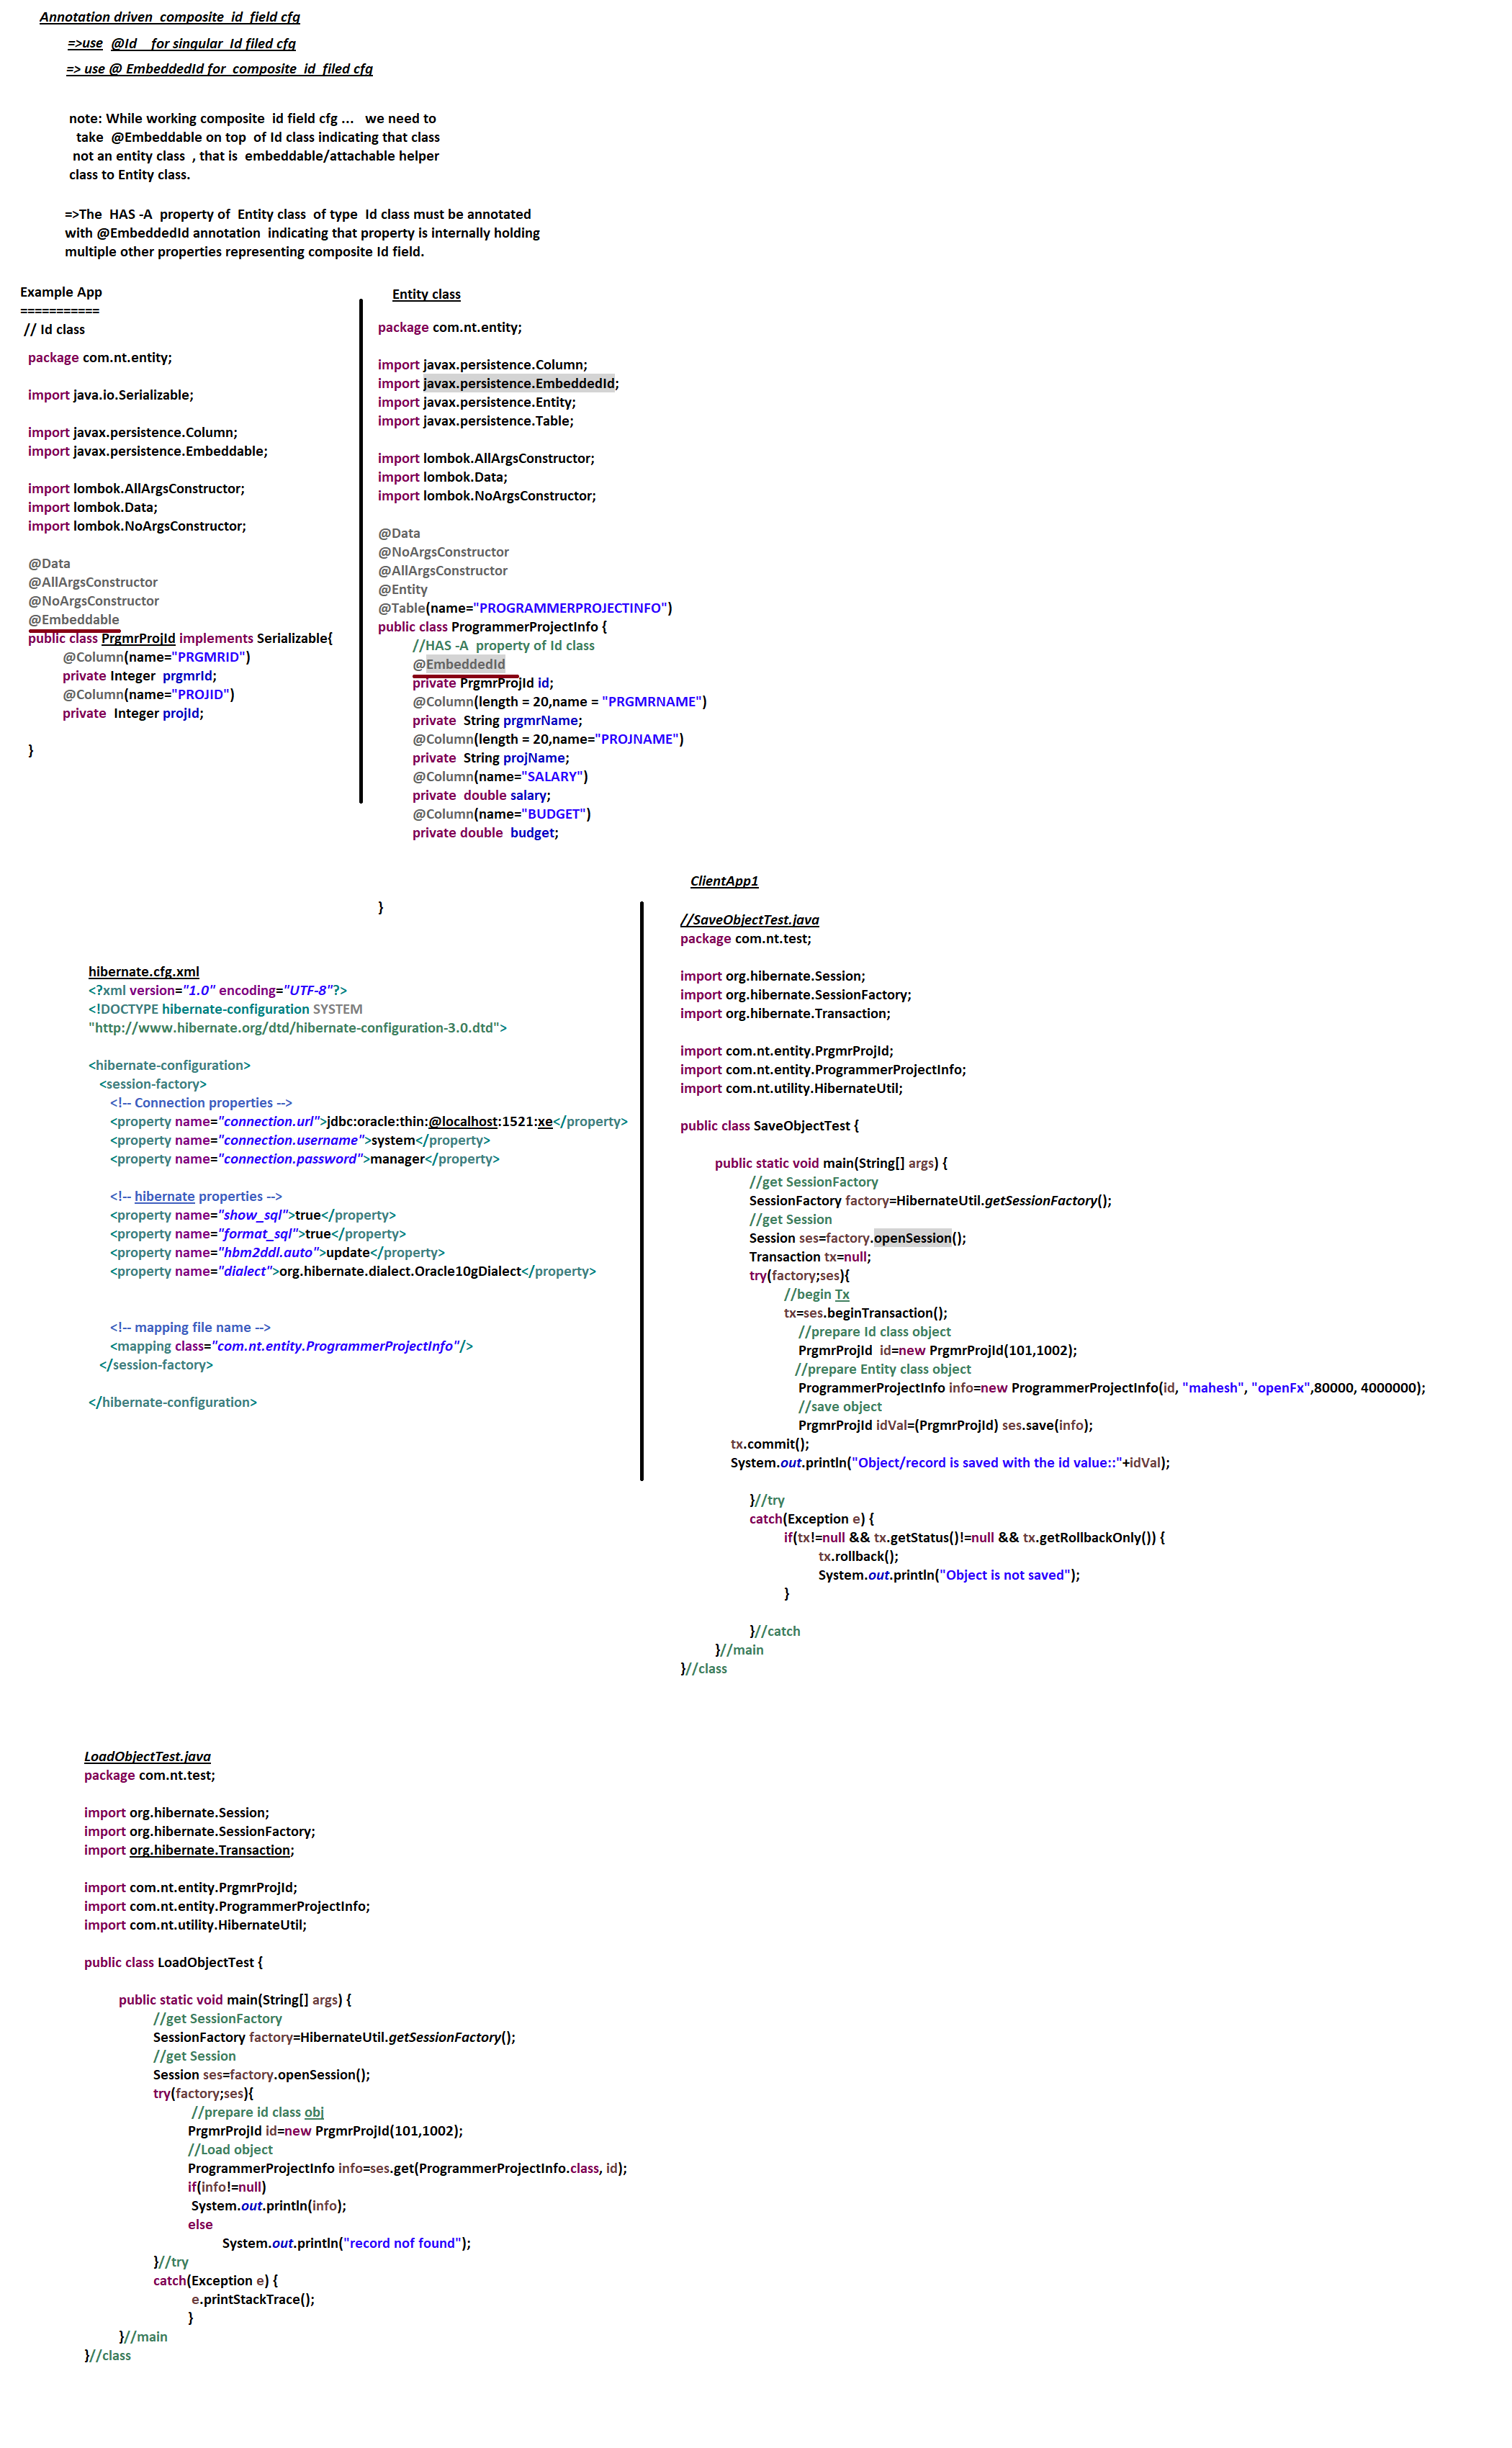 Annotation driven  composite  id  field cfg
=>use  @Id   for singular  Id filed cfg
=> use @ EmbeddedId for  composite  id  filed cfg
note: While working composite  id field cfg ...   we need to
take  @Embeddable on top  of Id class indicating that class
not an entity class  , that is  embeddable/attachable helper
class to Entity class.
=>The  HAS -A  property of  Entity class  of type  Id class must be annotated
with @EmbeddedId annotation  indicating that property is internally holding
multiple other properties representing composite Id field.
Example App
===========
// Id class
package com.nt.entity;
import java.io.Serializable;
import javax.persistence.Column;
import javax.persistence.Embeddable;
import lombok.AllArgsConstructor;
import lombok.Data;
import lombok.NoArgsConstructor;
@Data
@AllArgsConstructor
@NoArgsConstructor
@Embeddable
public class PrgmrProjId implements Serializable{
@Column(name="PRGMRID")
private Integer  prgmrId;
@Column(name="PROJID")
private  Integer projId;
}
Entity class
package com.nt.entity;
import javax.persistence.Column;
import javax.persistence.EmbeddedId;
import javax.persistence.Entity;
import javax.persistence.Table;
import lombok.AllArgsConstructor;
import lombok.Data;
import lombok.NoArgsConstructor;
@Data
@NoArgsConstructor
@AllArgsConstructor
@Entity
@Table(name="PROGRAMMERPROJECTINFO")
public class ProgrammerProjectInfo {
//HAS -A  property of Id class
@EmbeddedId
private PrgmrProjId id;
@Column(length = 20,name = "PRGMRNAME")
private  String prgmrName;
@Column(length = 20,name="PROJNAME")
private  String projName;
@Column(name="SALARY")
private  double salary;
@Column(name="BUDGET")
private double  budget;
}
hibernate.cfg.xml
<?xml version="1.0" encoding="UTF-8"?>
<!DOCTYPE hibernate-configuration SYSTEM
"http://www.hibernate.org/dtd/hibernate-configuration-3.0.dtd">
<hibernate-configuration>
<session-factory>
<!-- Connection properties -->
<property name="connection.url">jdbc:oracle:thin:@localhost:1521:xe</property>
<property name="connection.username">system</property>
<property name="connection.password">manager</property>
<!-- hibernate properties -->
<property name="show_sql">true</property>
<property name="format_sql">true</property>
<property name="hbm2ddl.auto">update</property>
<property name="dialect">org.hibernate.dialect.Oracle10gDialect</property>
<!-- mapping file name -->
<mapping class="com.nt.entity.ProgrammerProjectInfo"/>
</session-factory>
</hibernate-configuration>
ClientApp1
//SaveObjectTest.java
package com.nt.test;
import org.hibernate.Session;
import org.hibernate.SessionFactory;
import org.hibernate.Transaction;
import com.nt.entity.PrgmrProjId;
import com.nt.entity.ProgrammerProjectInfo;
import com.nt.utility.HibernateUtil;
public class SaveObjectTest {
public static void main(String[] args) {
//get SessionFactory
SessionFactory factory=HibernateUtil.getSessionFactory();
//get Session
Session ses=factory.openSession();
Transaction tx=null;
try(factory;ses){
//begin Tx
tx=ses.beginTransaction();
//prepare Id class object
PrgmrProjId  id=new PrgmrProjId(101,1002);
//prepare Entity class object
ProgrammerProjectInfo info=new ProgrammerProjectInfo(id, "mahesh", "openFx",80000, 4000000);
//save object
PrgmrProjId idVal=(PrgmrProjId) ses.save(info);
tx.commit();
System.out.println("Object/record is saved with the id value::"+idVal);
}//try
catch(Exception e) {
if(tx!=null && tx.getStatus()!=null && tx.getRollbackOnly()) {
tx.rollback();
System.out.println("Object is not saved");
}
}//catch
}//main
}//class
LoadObjectTest.java
package com.nt.test;
import org.hibernate.Session;
import org.hibernate.SessionFactory;
import org.hibernate.Transaction;
import com.nt.entity.PrgmrProjId;
import com.nt.entity.ProgrammerProjectInfo;
import com.nt.utility.HibernateUtil;
public class LoadObjectTest {
public static void main(String[] args) {
//get SessionFactory
SessionFactory factory=HibernateUtil.getSessionFactory();
//get Session
Session ses=factory.openSession();
try(factory;ses){
//prepare id class obj
PrgmrProjId id=new PrgmrProjId(101,1002);
//Load object
ProgrammerProjectInfo info=ses.get(ProgrammerProjectInfo.class, id);
if(info!=null)
System.out.println(info);
else
System.out.println("record nof found");
}//try
catch(Exception e) {
e.printStackTrace();
}
}//main
}//class